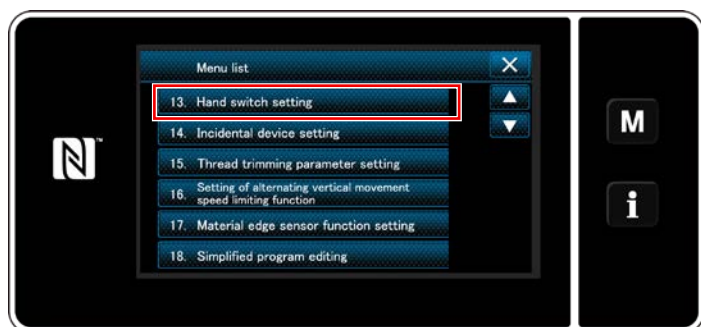 Menu list
13. Hand switch setting
14. Incidental device setting
15. Thread trimming parameter setting
16. Setting of alternating vertical movement
speed limiting function
17. Material edge sensor function setting
18. Simplified program editing
M
i